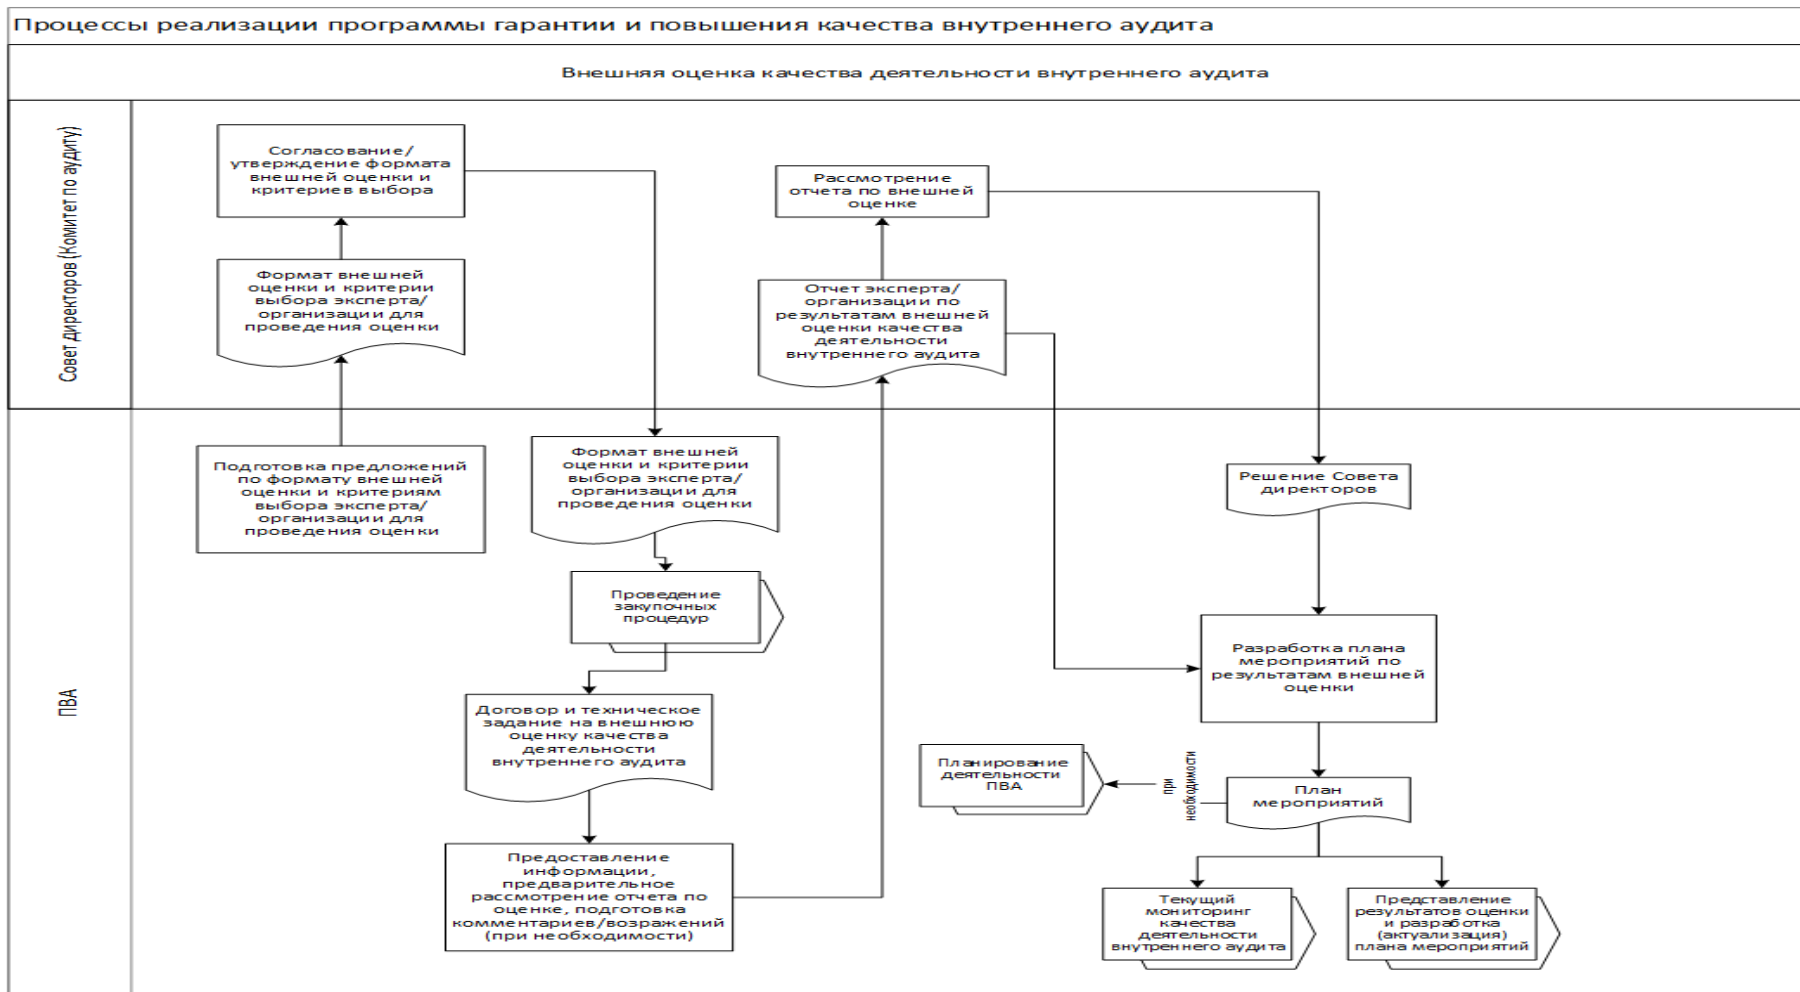 Процессы реализации программы гарантии и повышения качества внутреннего аудита
Внешняя оценка качества деятельности внутреннего аудита
Совет директоров (Комитет по аудиту)
Согласование/
утверждение формата
внешней оценки и
критериев выбора
Формат внешней
оценки и критерии
выбора эксперта/
организации для
проведения оценки
Рассмотрение
отчета по внешней
оценке
Отчет эксперта/
организации по
результатам внешней
оценки качества
деятельности
внутреннего аудита
ПВА
Подготовка предложений
по формату внешней
оценки и критериям
выбора эксперта/
организации для
проведения оценки
Формат внешней
оценки и критерии
выбора эксперта/
организации для
проведения оценки
Проведение
закупочных
процедур
Договор и техническое
задание на внешнюю
оценку качества
деятельности
внутреннего аудита
Предоставление
информации,
предварительное
рассмотрение отчета по
оценке, подготовка
комментариев/возражений
(при необходимости)
Решение Совета
директоров
Разработка плана
мероприятий по
результатам внешней
оценки
Планирование
деятельности
ПВА
при
необходимости
План
мероприятий
Текущий
мониторинг
качества
деятельности
внутреннего аудита
Представление
результатов оценки
и разработка
(актуализация)
плана мероприятий